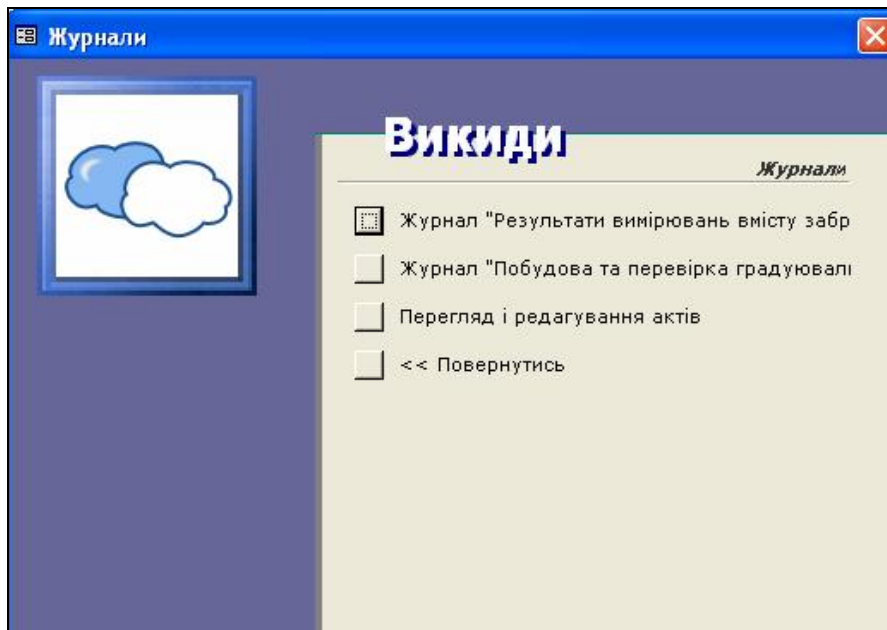 Журнали
Викиди
Журнали
Журнал "Результати вимірювань вмісту забр
Журнал "Побудова та перевірка градуювалі
Перегляд і редагування актів
<< Повернутись